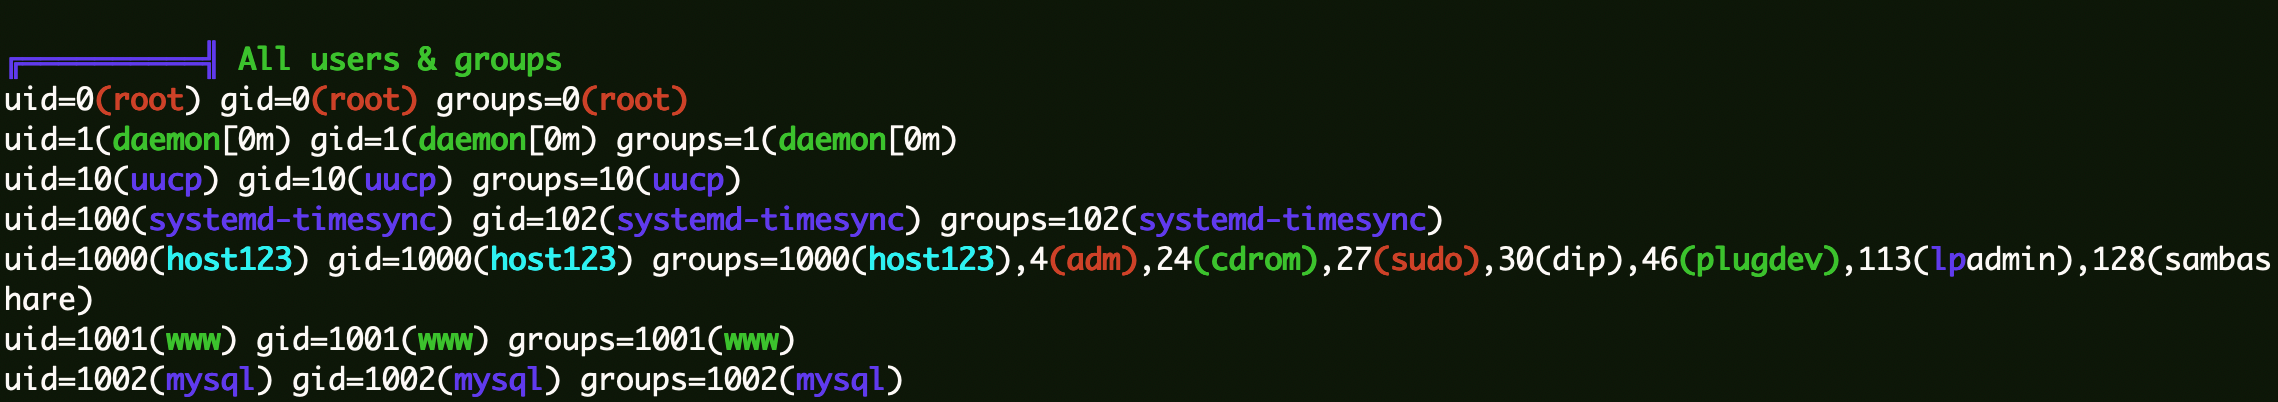 ╔══════════╣ All users & groups
uid=0(root) gid=0(root) groups=0(root)
uid=1(daemon[0m) gid=1(daemon[0m) groups=1(daemon[0m)
uid=10(uucp) gid=10(uucp) groups=10(uucp)
uid=100(systemd-timesync) gid=102(systemd-timesync) groups=102(systemd-timesync)
uid=1000(host123) gid=1000(host123) groups=1000(host123),4(adm),24(cdrom),27(sudo),30(dip),46(plugdev),113(lpadmin),128(sambas
hare)
uid=1001(www) gid=1001(www) groups=1001(www)
uid=1002(mysql) gid=1002(mysql) groups=1002(mysql)